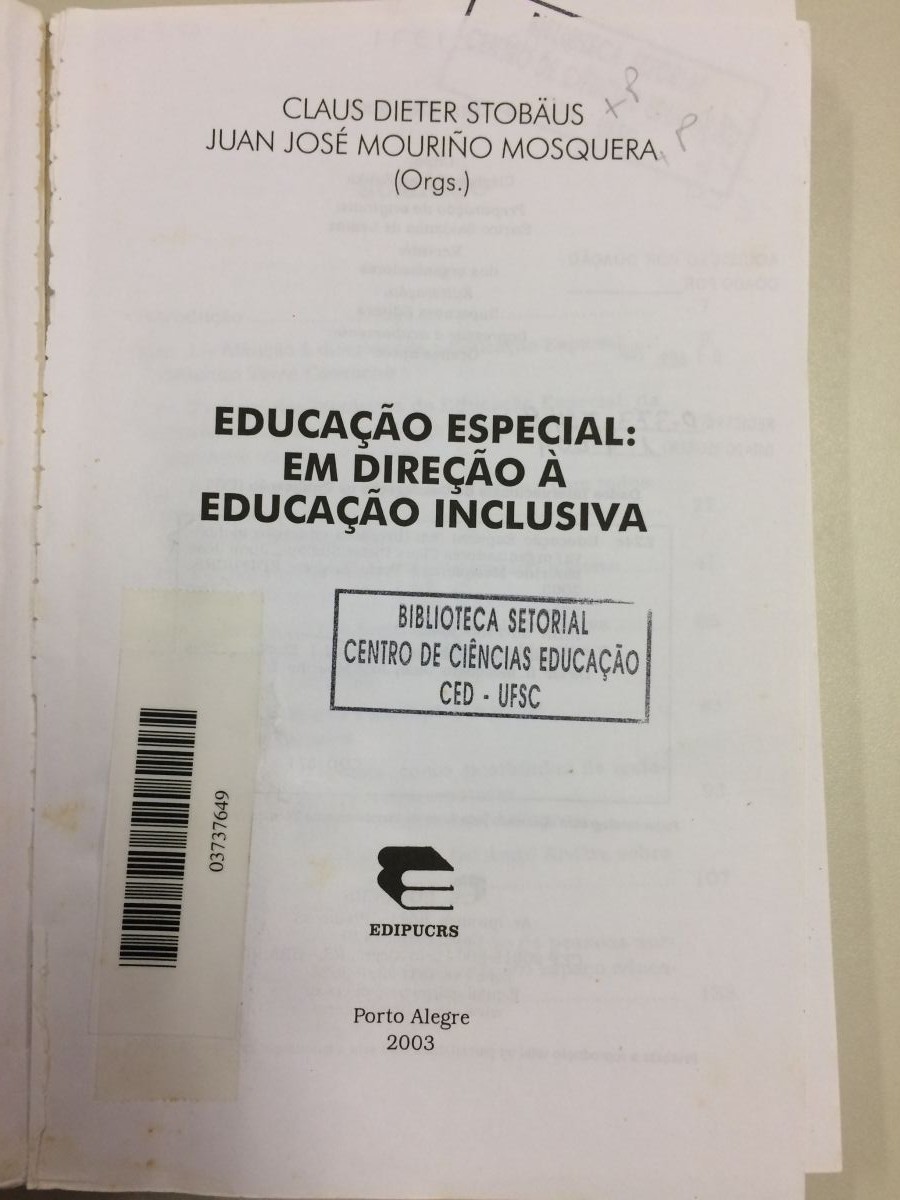 CLAUS DIETER STOBÄUS
JUAN JOSÉ MOURIÑO MOSQUERA
(Orgs.)
EDUCAÇÃO ESPECIAL:
EM DIREÇÃO À
EDUCAÇÃO INCLUSIVA
BIBLIOTECA SETORIAL
CENTRO DE CIÊNCIAS EDUCAÇÃO
CED - UFSC
03737649
EDIPUCRS
Porto Alegre
2003